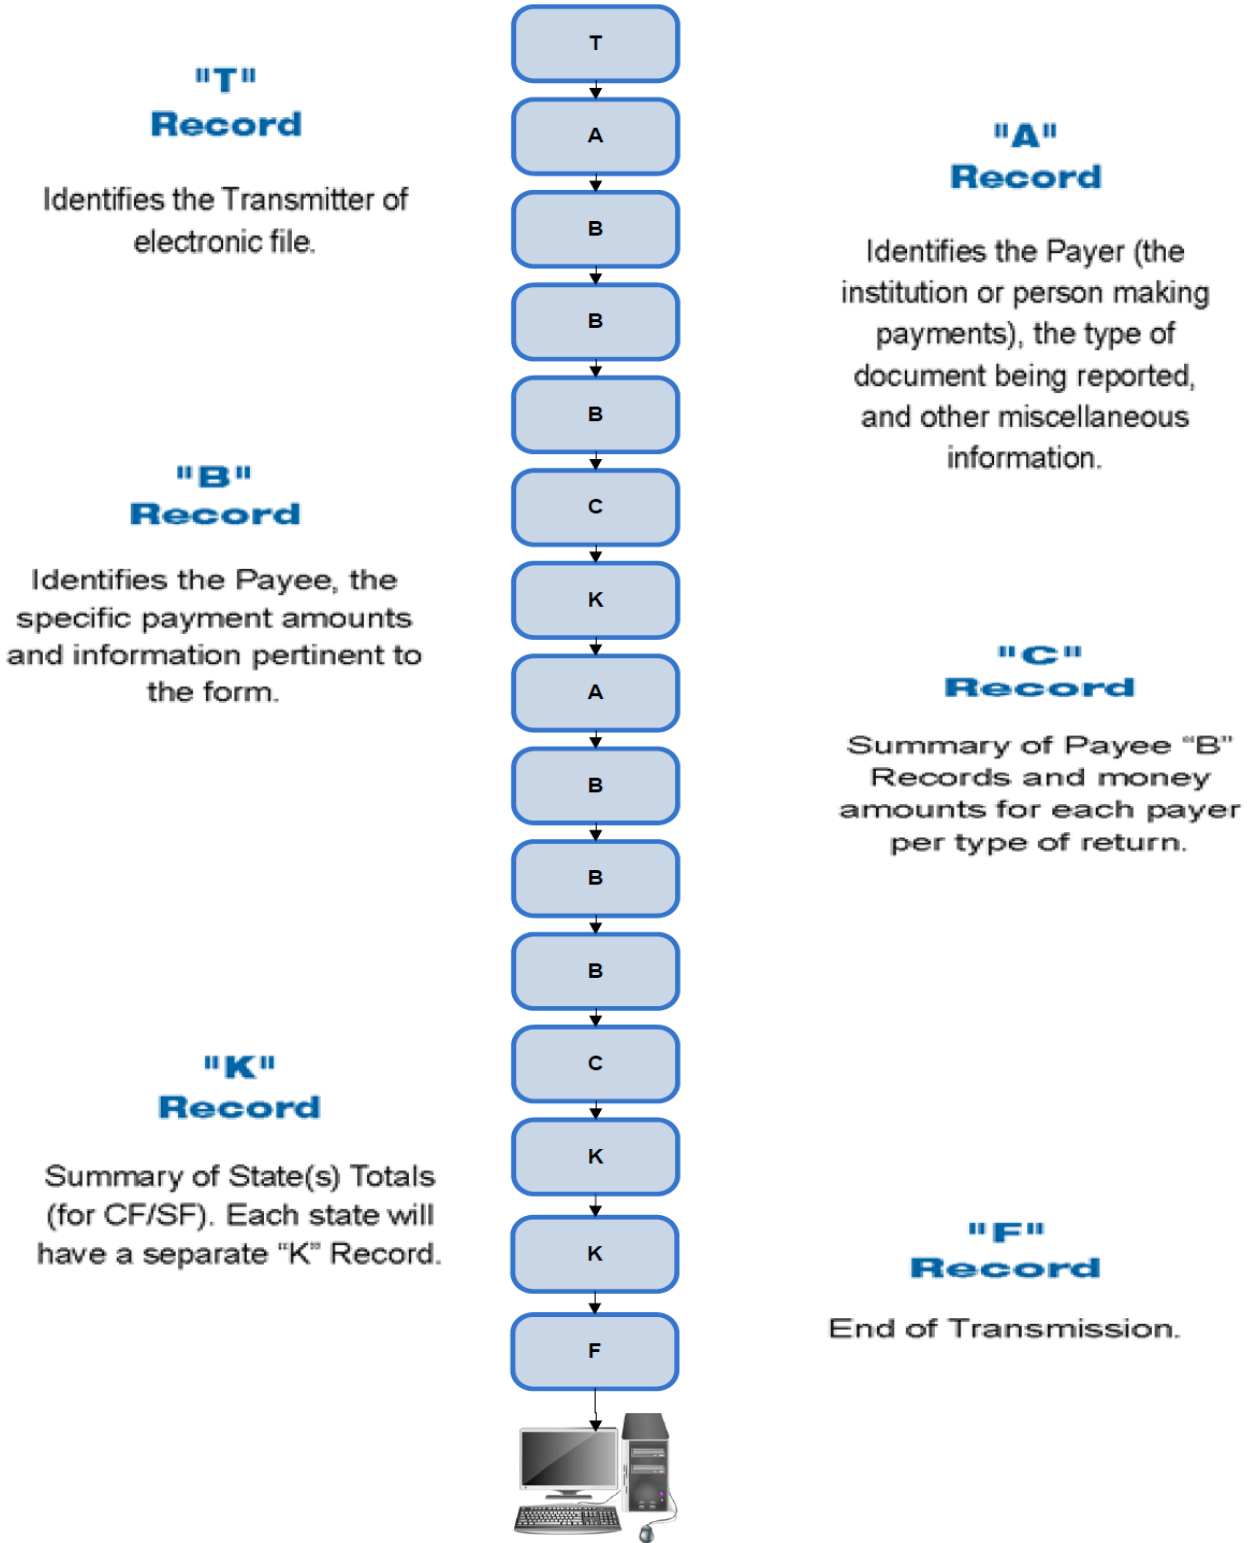 T
A
B
B
B
C
K
A
B
B
B
C
K
K
F
"T"
Record
Identifies the Transmitter of
electronic file.
"A"
Record
Identifies the Payer (the
institution or person making
payments), the type of
document being reported,
and other miscellaneous
information.
"B"
Record
Identifies the Payee, the
specific payment amounts
and information pertinent to
the form.
"C"
Record
Summary of Payee “B”
Records and money
amounts for each payer
per type of return.
"K"
Record
Summary of State(s) Totals
(for CF/SF). Each state will
have a separate “K” Record.
"F"
Record
End of Transmission.